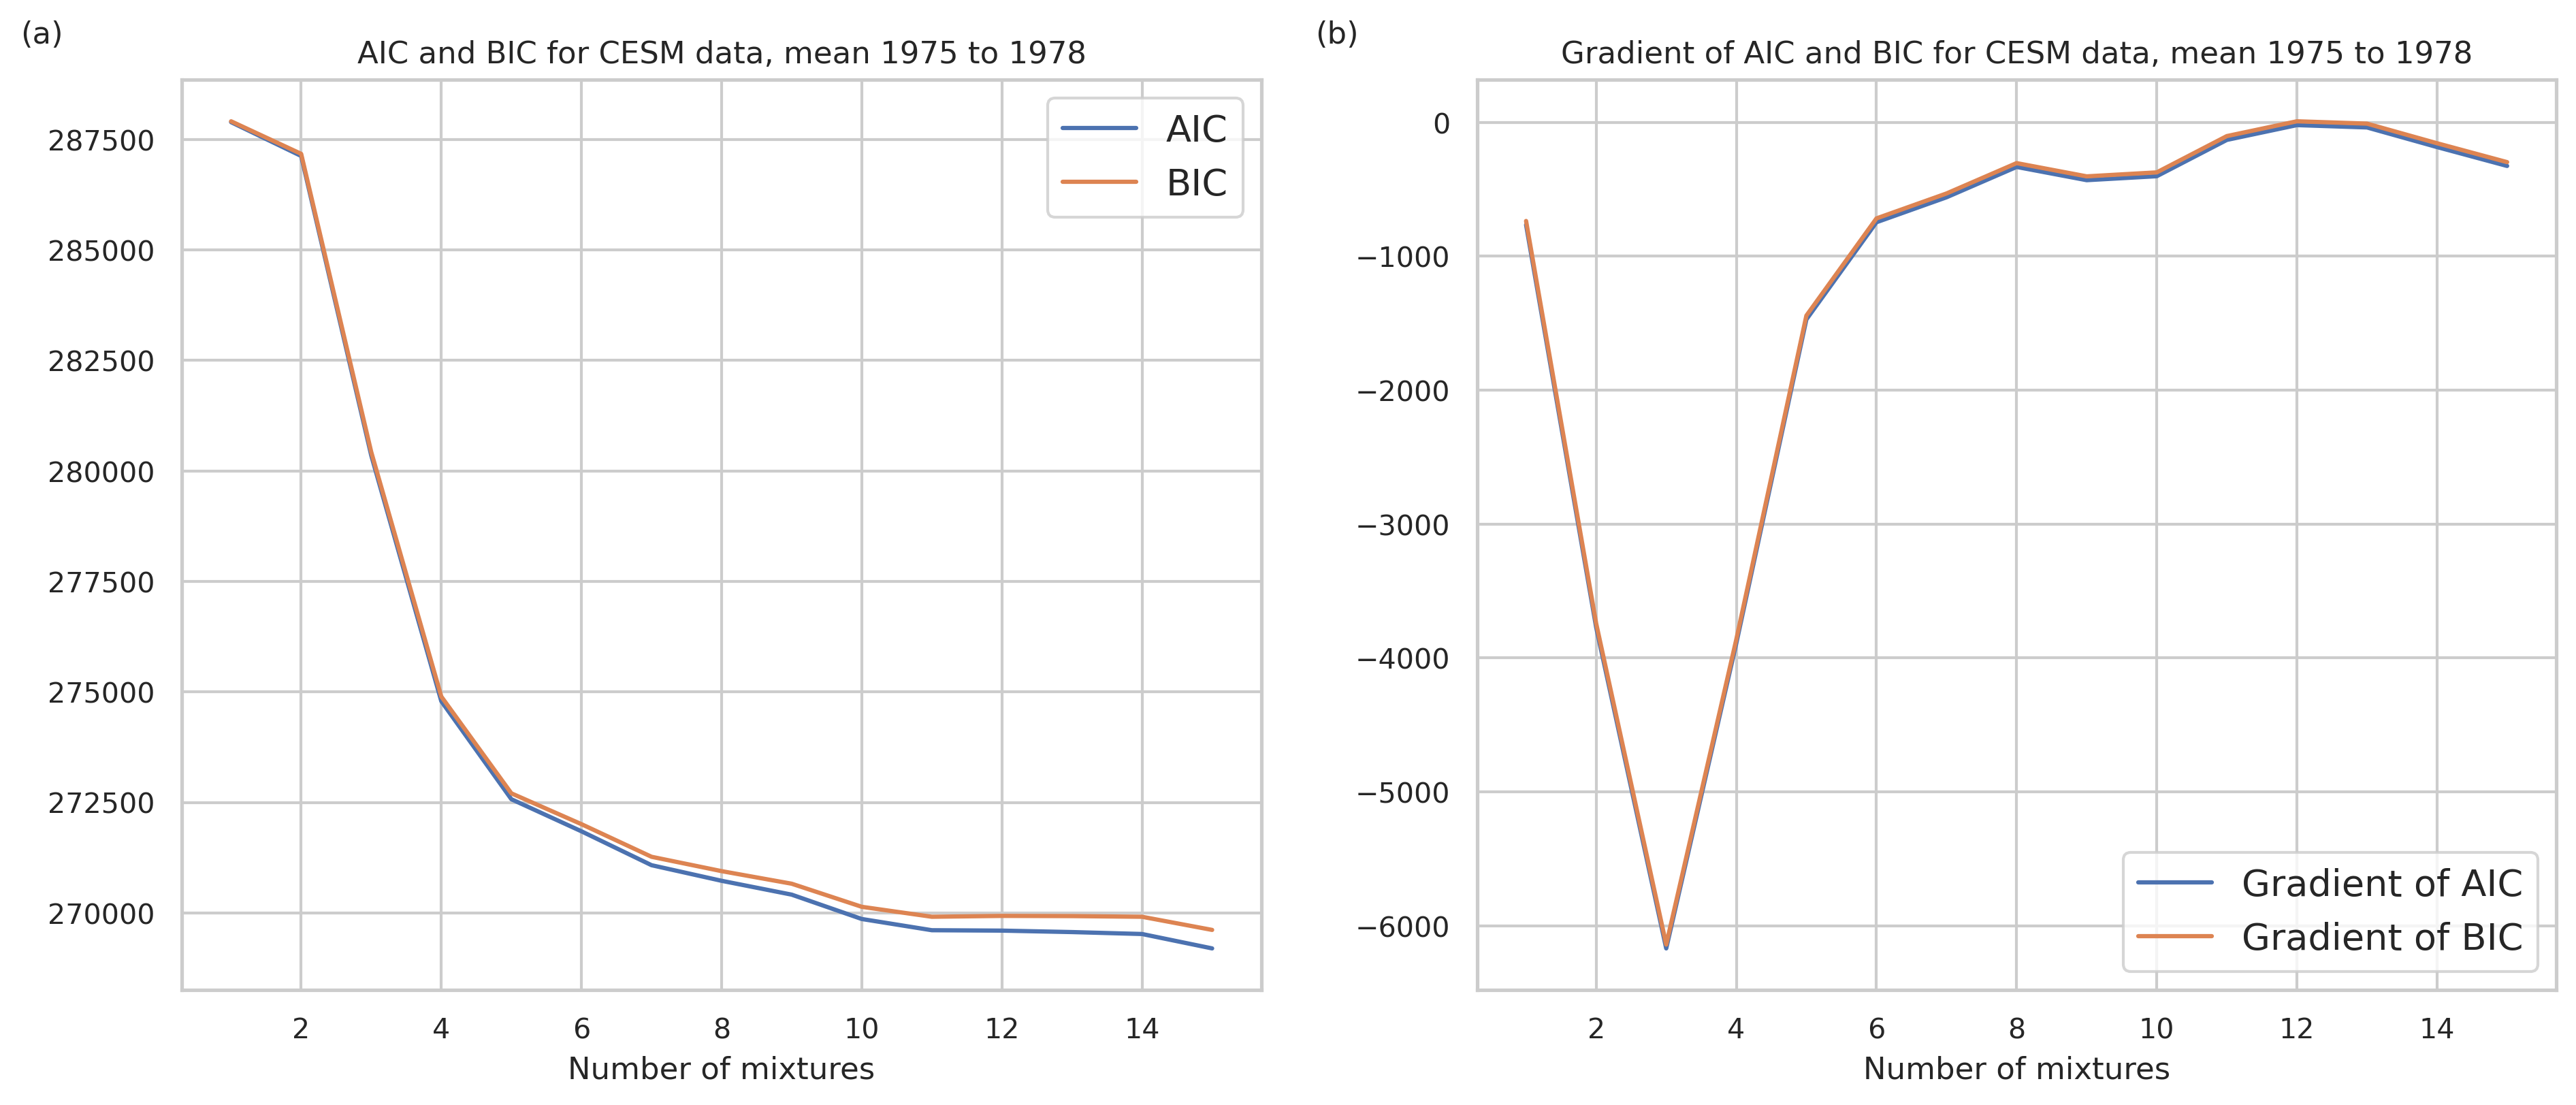 (a)
AIC and BIC for CESM data, mean 1975 to 1978
287500
285000
282500
280000
277500
275000
272500
270000
2 4 6 8 10 12 14
Number of mixtures
AIC
BIC
(b)
Gradient of AIC and BIC for CESM data, mean 1975 to 1978
0
−1000
−2000
−3000
−4000
−5000
−6000
2 4 6 8 10 12 14
Number of mixtures
Gradient of AIC
Gradient of BIC